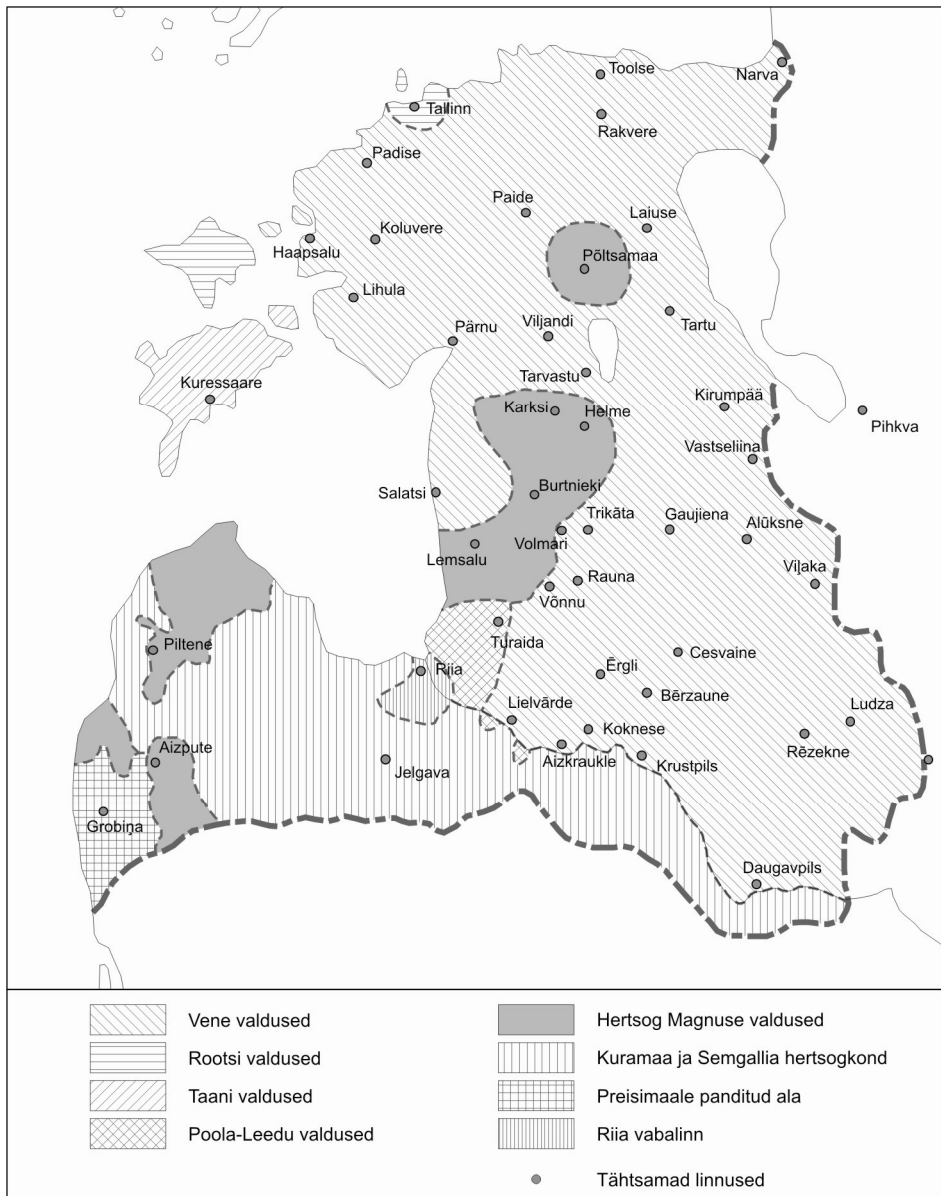 Toolse
Narva
Tallinn
Rakvere
Padise
Paide
Laiuse
Koluvere
Haapsalu
Põltsamaa
Lihula
Tartu
Viljandi
Pärnu
Tarvastu
Kuressaare
Kirumpää
Karksi
Helme
Pihkva
Vastseliina
Salatsi
Burtnieki
Trikāta
Gaujiena
Alūksne
Volmari
Lemsalu
Viļaka
Rauna
Võnnu
Turaida
Piltene
Cesvaine
Riia
Ērgli
Bērzaune
Ludza
Lielvārde
Koknese
Rēzekne
Aizpute
Jelgava
Aizkraukle
Krustpils
Grobiņa
Daugavpils
Vene valdused
Rootsi valdused
Taani valdused
Poola-Leedu valdused
Hertsog Magnuse valdused
Kuramaa ja Semgallia hertsogkond
Preisimaale panditud ala
Riia vabalinn
Tähtsamad linnused